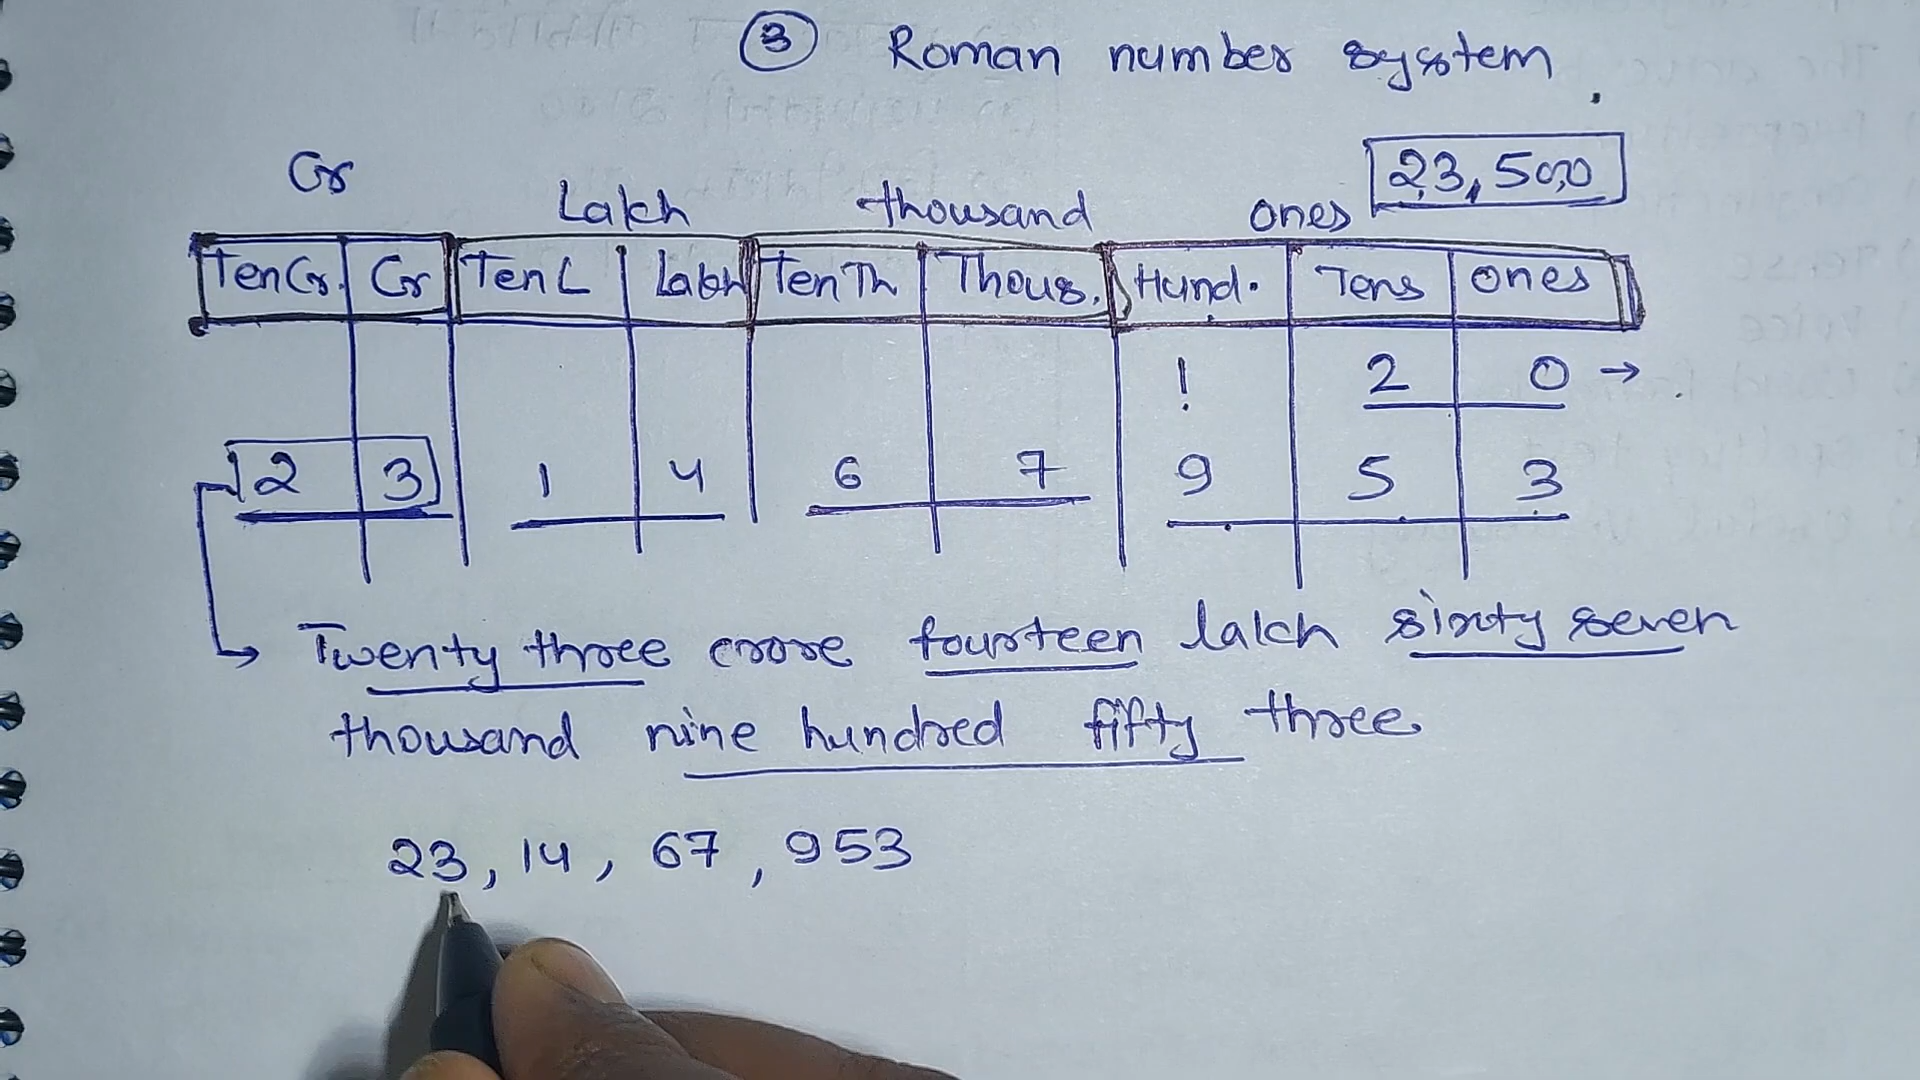 ③ Roman number system
23,500
Cr Lakh thousand ones
Ten Cr. Cr Ten L Lakh Ten Th Thous. Hund. Tens ones
! 2 0 →
2 3 1 4 6 7 9 5 3
Twenty three crore fourteen lakh sixty seven
thousand nine hundred fifty three.
23, 14, 67, 953